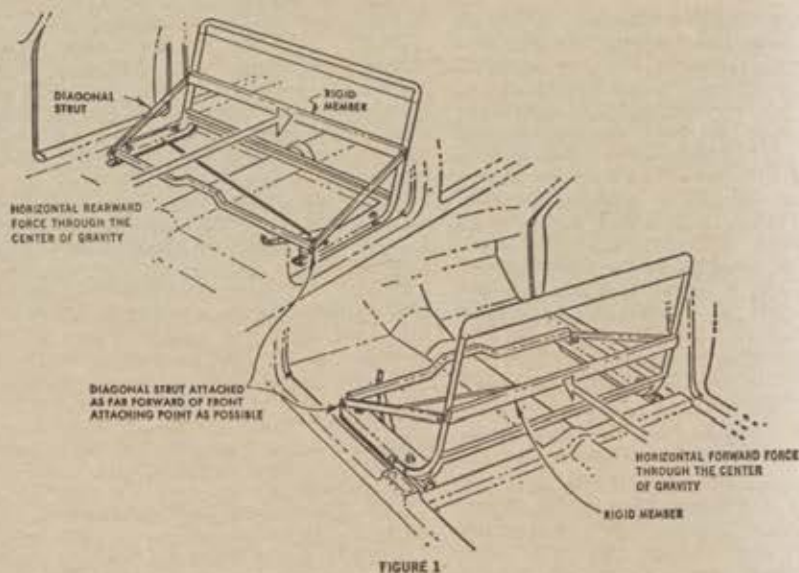 DIAGONAL
STRUT
RIGID
MEMBER
HORIZONTAL REARWARD
FORCE THROUGH THE
CENTER OF GRAVITY
DIAGONAL STRUT ATTACHED
AS FAR FORWARD OF FRONT
ATTACHING POINT AS POSSIBLE
HORIZONTAL FORWARD FORCE
THROUGH THE CENTER
OF GRAVITY
RIGID MEMBER
FIGURE 1